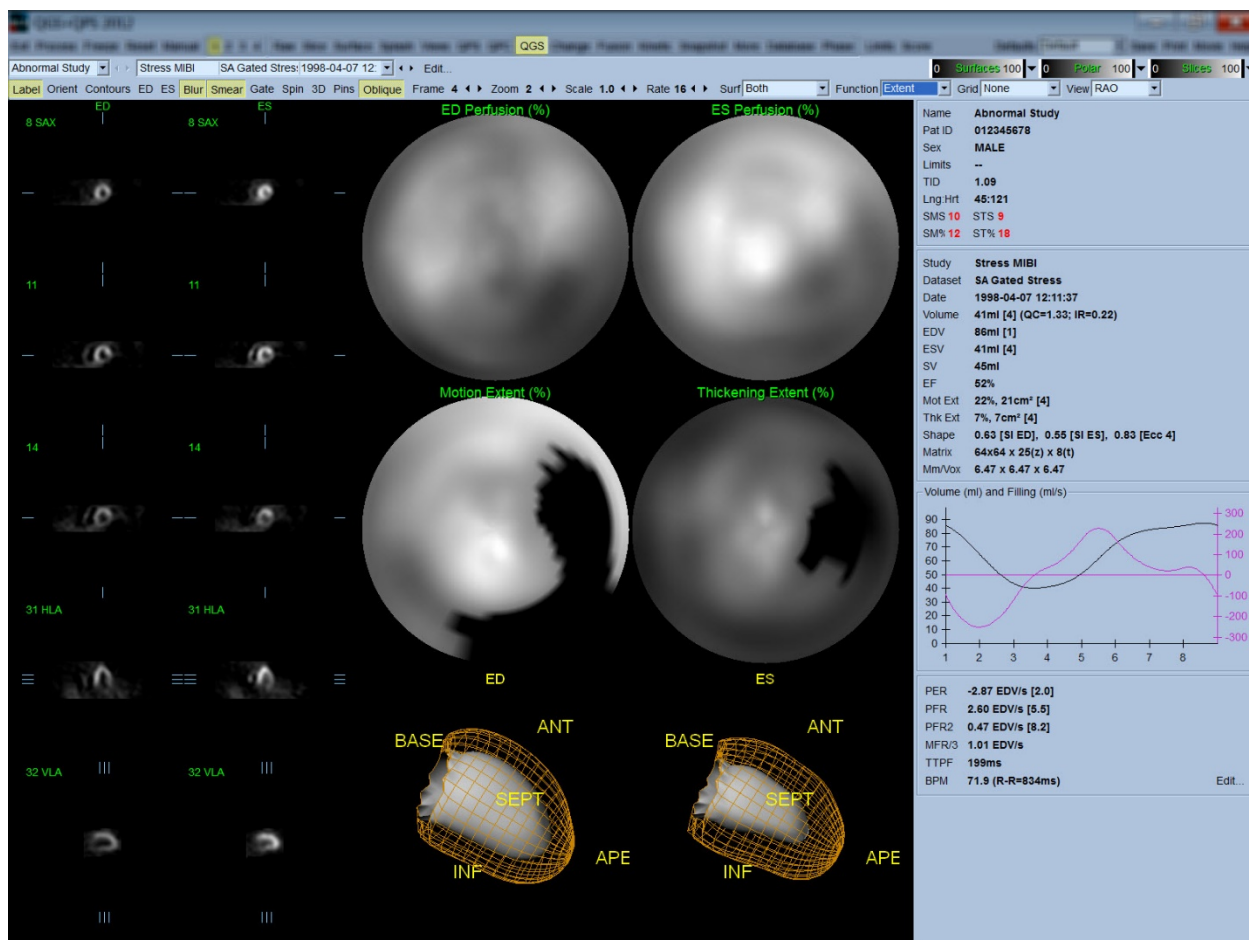 QGS+QPS 2012
QGS
Abnormal Study Stress MIBI SA Gated Stres: 1998-04-07 12: Edit...
0 Surfaces 100 0 Polar 100 0 Slices 100
Label Orient Contours ED ES Blur Smear Gate Spin 3D Pins Oblique Frame 4 Zoom 2 Scale 1.0 Rate 16 Surf Both Function Extent Grid None View RAO
ED ES
8 SAX 8 SAX
11 11
14 14
31 HLA 31 HLA
32 VLA 32 VLA
ED Perfusion (%) ES Perfusion (%)
Motion Extent (%) Thickening Extent (%)
ED ES
BASE ANT SEPT INF APE
BASE ANT SEPT INF APE
Name Abnormal Study
Pat ID 012345678
Sex MALE
Limits --
TID 1.09
Lng:Hrt 45:121
SMS 10 STS 9
SM% 12 ST% 18
Study Stress MIBI
Dataset SA Gated Stress
Date 1998-04-07 12:11:37
Volume 41ml [4] (QC=1.33; IR=0.22)
EDV 86ml [1]
ESV 41ml [4]
SV 45ml
EF 52%
Mot Ext 22%, 21cm² [4]
Thk Ext 7%, 7cm² [4]
Shape 0.63 [SI ED], 0.55 [SI ES], 0.83 [Ecc 4]
Matrix 64x64 x 25(z) x 8(t)
Mm/Vox 6.47 x 6.47 x 6.47
Volume (ml) and Filling (ml/s)
90 300
80 200
70
60 100
50 0
40
30 -100
20 -200
10
0 -300
1 2 3 4 5 6 7 8
PER -2.87 EDV/s [2.0]
PFR 2.60 EDV/s [5.5]
PFR2 0.47 EDV/s [8.2]
MFR/3 1.01 EDV/s
TTPF 199ms
BPM 71.9 (R-R=834ms) Edit...